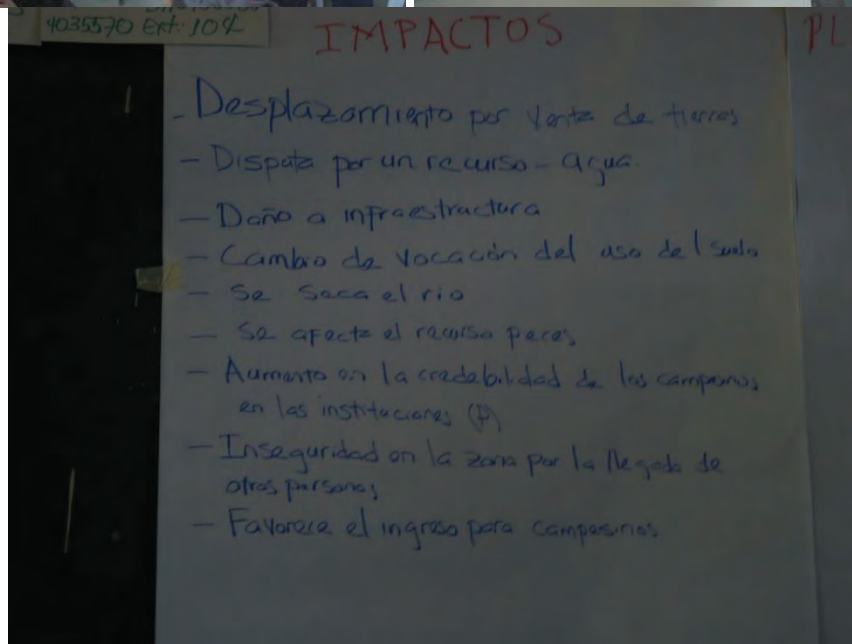 4035570 Ext: 104
IMPACTOS
PL
- Desplazamiento por Venta de tierras
- Disputa por un recurso - agua.
- Daño a infraestructura
- Cambio de vocación del uso del suelo
- Se seca el rio
- Se afecta el recurso peces
- Aumento en la credebilidad de los campesinos
en las instituciones (P)
- Inseguridad en la zona por la llegada de
otras personas
- Favorece el ingreso para campesinos